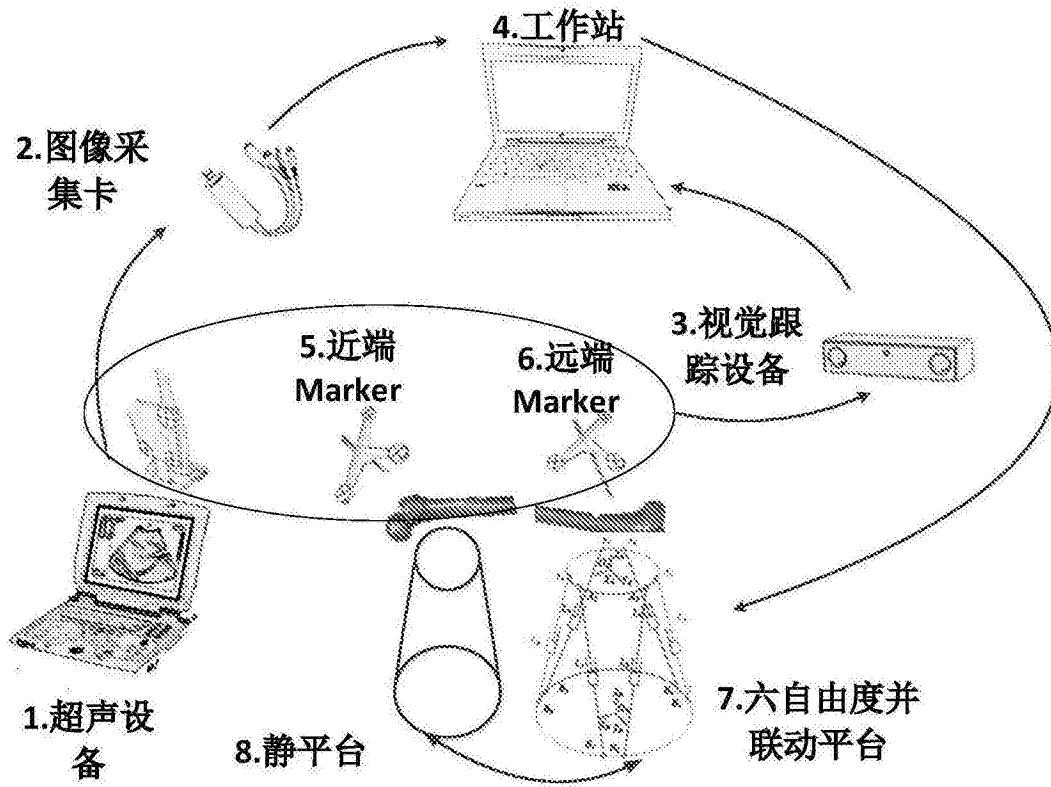 4.工作站
2.图像采
集卡
5.近端
Marker
6.远端
Marker
3.视觉跟
踪设备
1.超声设
备
8.静平台
7.六自由度并
联动平台